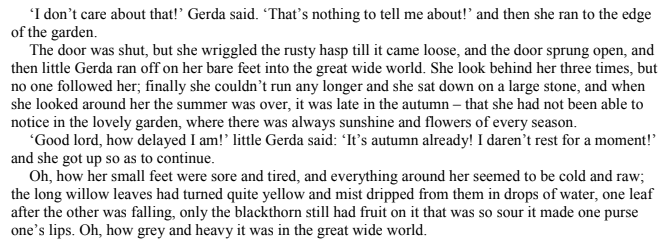 ‘I don’t care about that!’ Gerda said. ‘That’s nothing to tell me about!’ and then she ran to the edge
of the garden.
The door was shut, but she wriggled the rusty hasp till it came loose, and the door sprung open, and
then little Gerda ran off on her bare feet into the great wide world. She look behind her three times, but
no one followed her; finally she couldn’t run any longer and she sat down on a large stone, and when
she looked around her the summer was over, it was late in the autumn – that she had not been able to
notice in the lovely garden, where there was always sunshine and flowers of every season.
‘Good lord, how delayed I am!’ little Gerda said: ‘It’s autumn already! I daren’t rest for a moment!’
and she got up so as to continue.
Oh, how her small feet were sore and tired, and everything around her seemed to be cold and raw;
the long willow leaves had turned quite yellow and mist dripped from them in drops of water, one leaf
after the other was falling, only the blackthorn still had fruit on it that was so sour it made one purse
one’s lips. Oh, how grey and heavy it was in the great wide world.